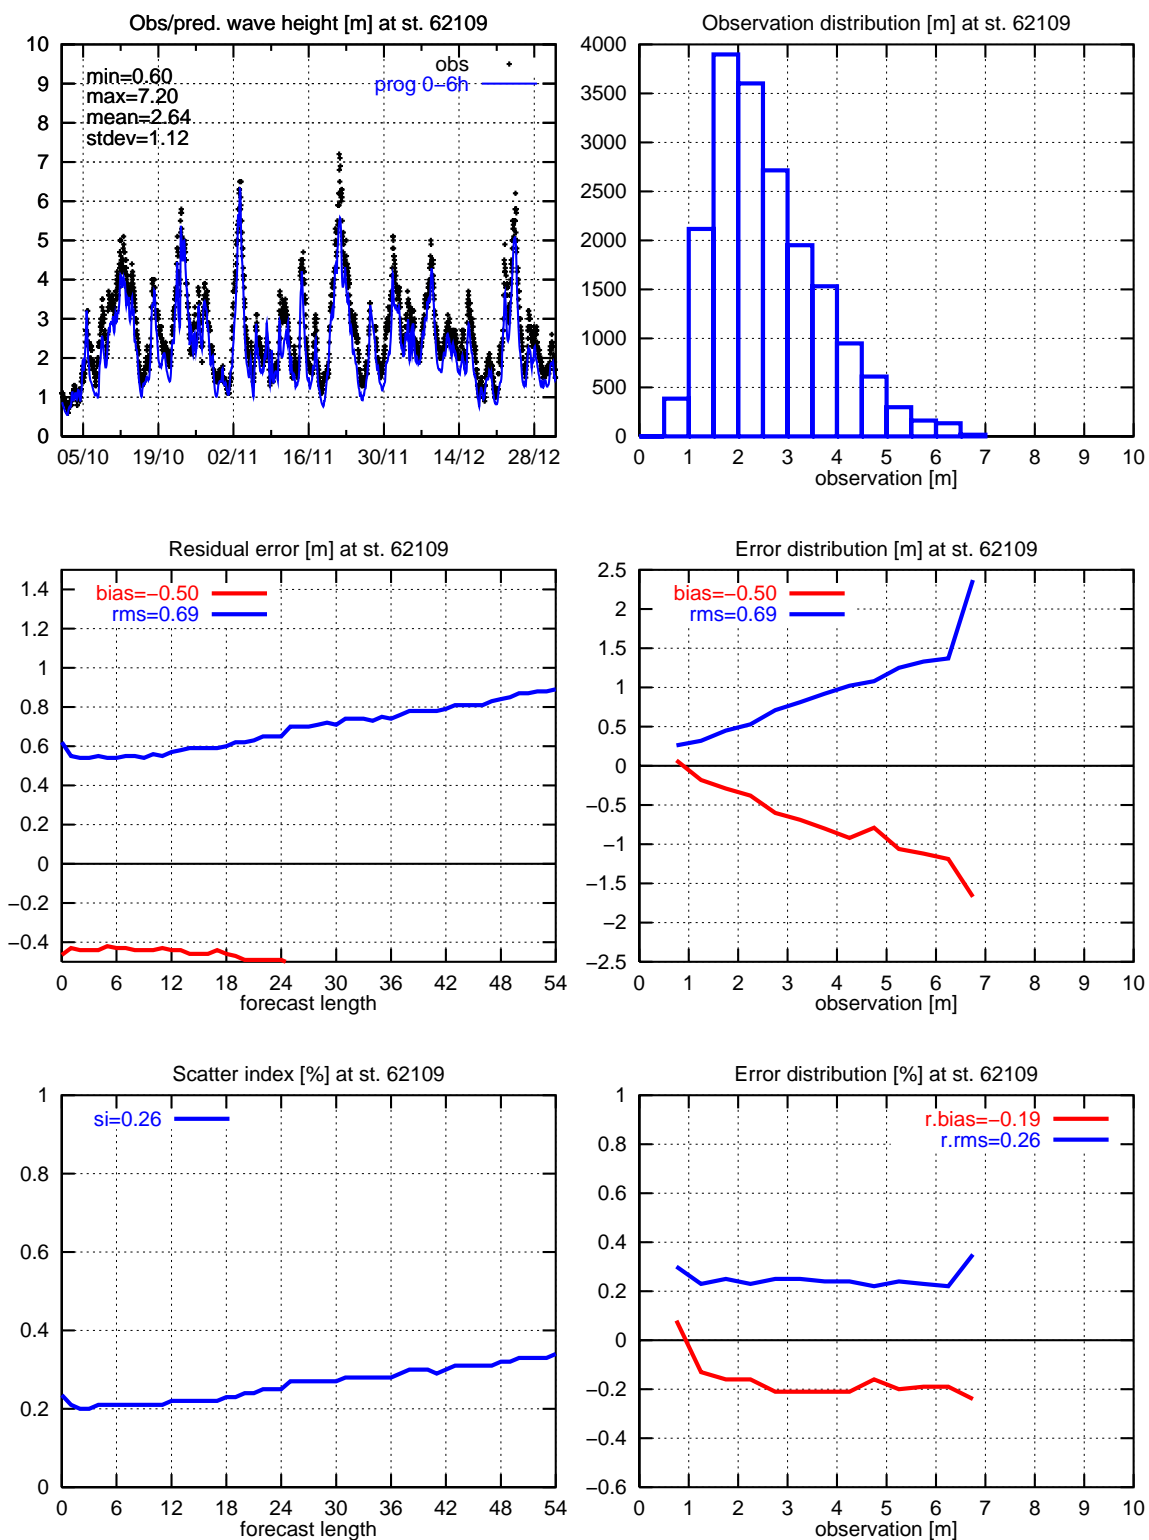 Obs/pred. wave height [m] at st. 62109
10
9
8
7
6
5
4
3
2
1
0
min=0.60
max=7.20
mean=2.64
stdev=1.12
obs
prog 0−6h
05/10 19/10 02/11 16/11 30/11 14/12 28/12
Observation distribution [m] at st. 62109
4000
3500
3000
2500
2000
1500
1000
500
0
0 1 2 3 4 5 6 7 8 9 10
observation [m]
Residual error [m] at st. 62109
bias=−0.50
rms=0.69
1.4
1.2
1
0.8
0.6
0.4
0.2
0
−0.2
−0.4
0 6 12 18 24 30 36 42 48 54
forecast length
Error distribution [m] at st. 62109
bias=−0.50
rms=0.69
2.5
2
1.5
1
0.5
0
−0.5
−1
−1.5
−2
−2.5
0 1 2 3 4 5 6 7 8 9 10
observation [m]
Scatter index [%] at st. 62109
si=0.26
1
0.8
0.6
0.4
0.2
0
0 6 12 18 24 30 36 42 48 54
forecast length
Error distribution [%] at st. 62109
r.bias=−0.19
r.rms=0.26
1
0.8
0.6
0.4
0.2
0
−0.2
−0.4
−0.6
0 1 2 3 4 5 6 7 8 9 10
observation [m]